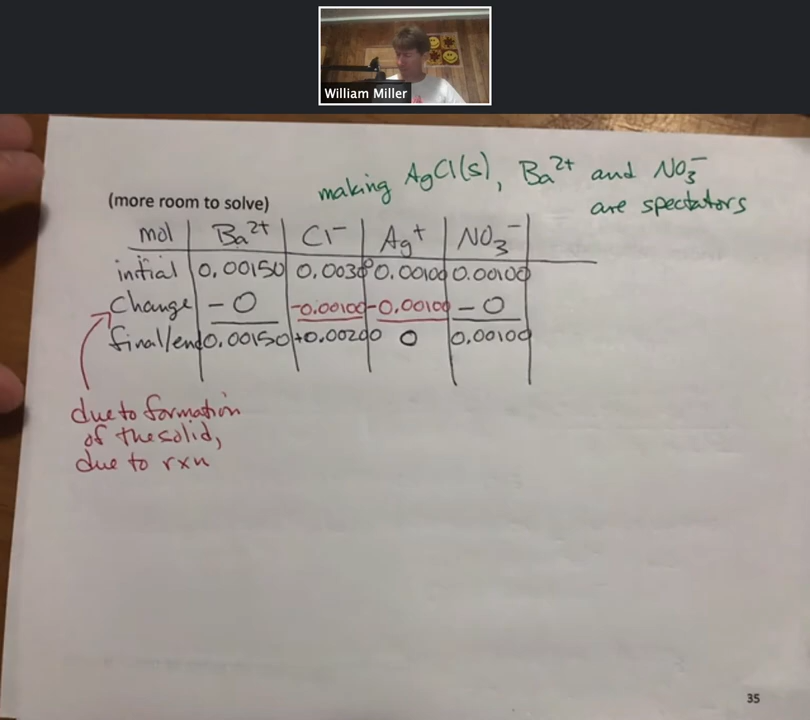 William Miller
making AgCl(s), Ba²⁺ and NO₃⁻
are spectators
(more room to solve)
mol Ba²⁺ Cl⁻ Ag⁺ NO₃⁻
initial 0.00150 0.00300 0.00100 0.00100
Change - 0 -0.00100 -0.00100 - 0
final/end 0.00150 +0.00200 0 0.00100
due to formation
of the solid,
due to rxn
35